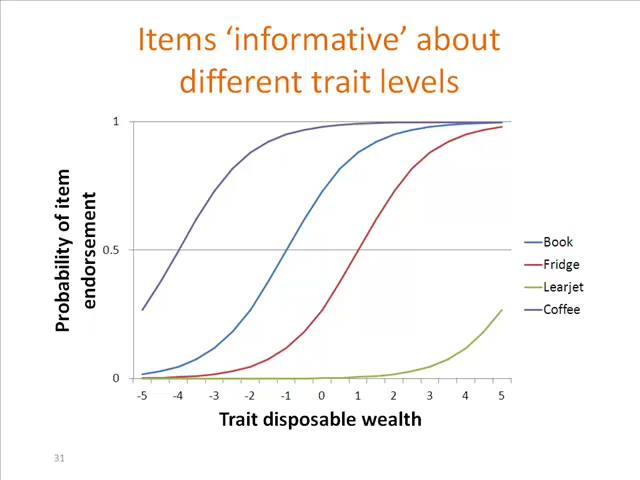 Items ‘informative’ about
different trait levels
Probability of item
endorsement
1
0.5
0
-5 -4 -3 -2 -1 0 1 2 3 4 5
Trait disposable wealth
Book
Fridge
Learjet
Coffee
31